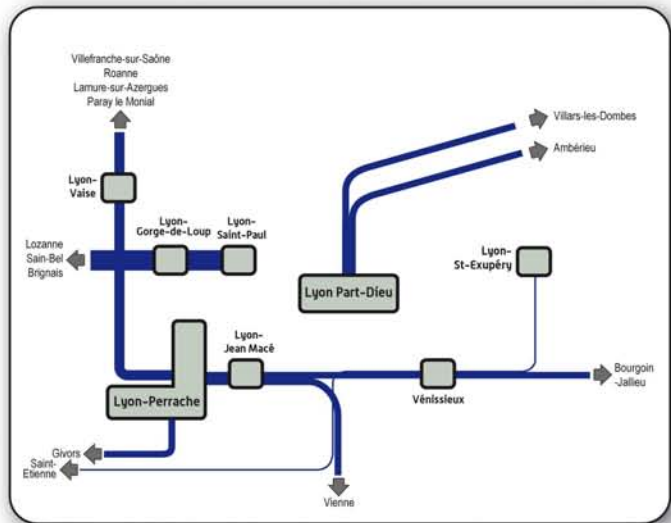 Villefranche-sur-Saône
Roanne
Lamure-sur-Azergues
Paray le Monial
Villars-les-Dombes
Ambérieu
Lyon-
Vaise
Lyon-
Gorge-de-Loup
Lyon-
Saint-Paul
Lozanne
Sain-Bel
Brignais
Lyon-
St-Exupéry
Lyon Part-Dieu
Lyon-
Jean Macé
Bourgoin
-Jallieu
Vénissieux
Lyon-Perrache
Givors
Saint-
Etienne
Vienne